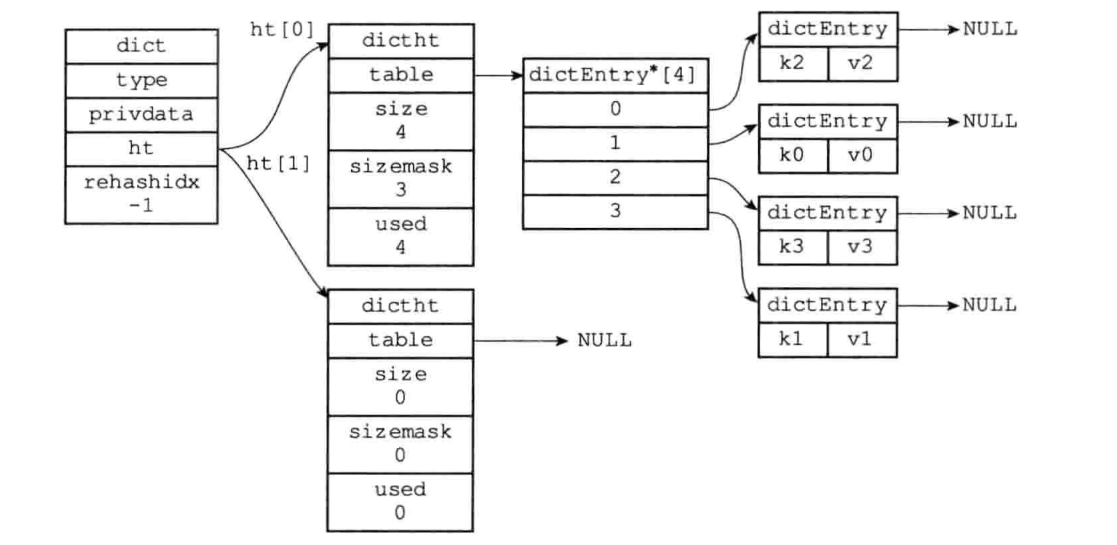 dict
type
privdata
ht
rehashidx
-1
ht[0]
ht[1]
dictht
table
size
4
sizemask
3
used
4
dictht
table
size
0
sizemask
0
used
0
NULL
dictEntry*[4]
0
1
2
3
dictEntry
k2 v2
NULL
dictEntry
k0 v0
NULL
dictEntry
k3 v3
NULL
dictEntry
k1 v1
NULL